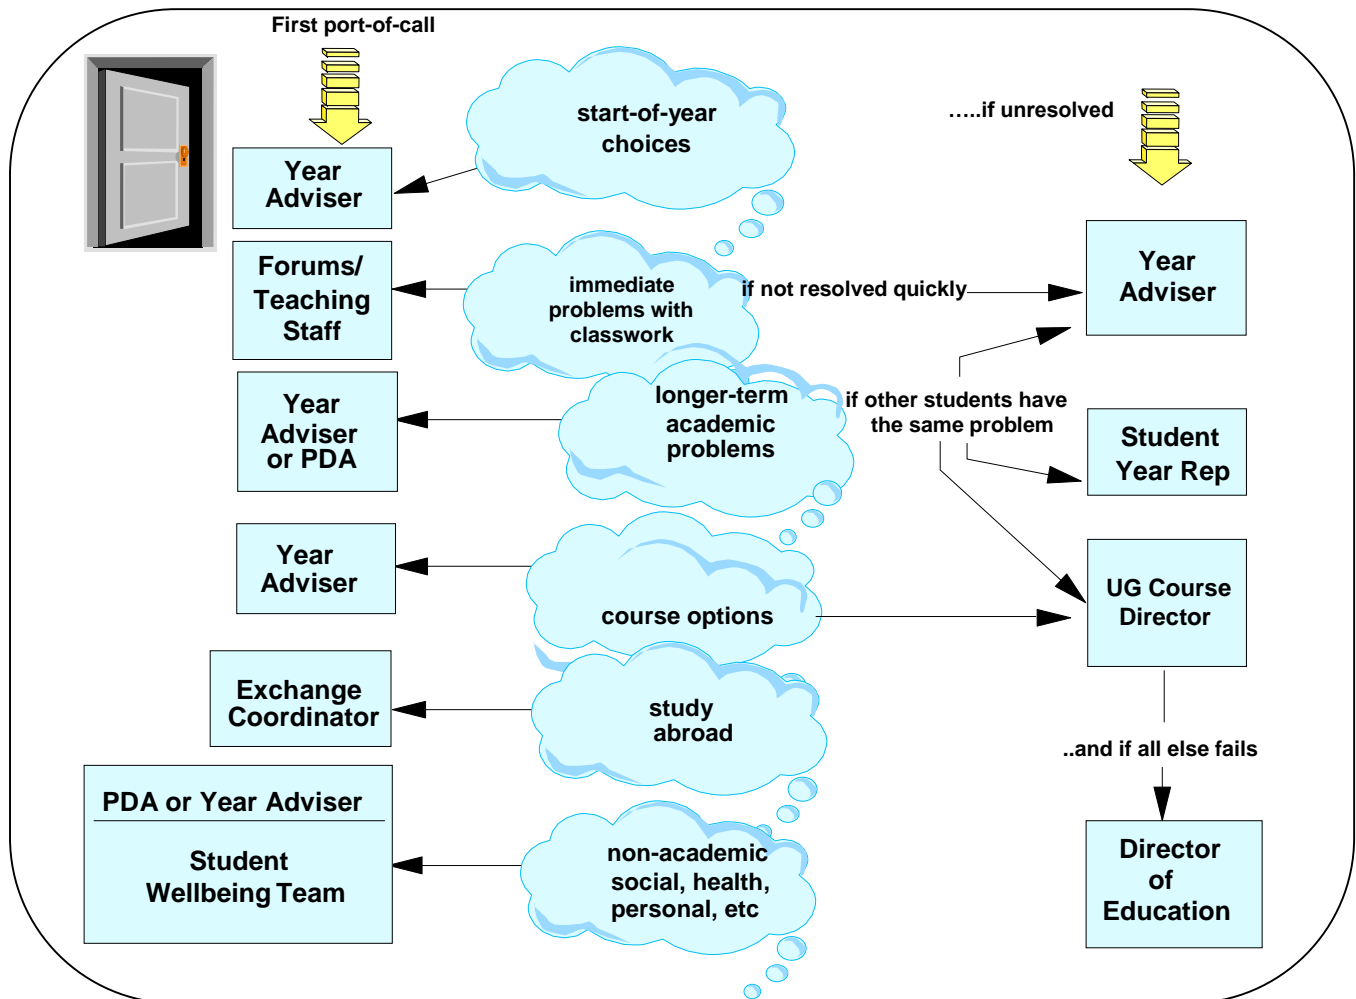 First port-of-call
start-of-year
choices
…..if unresolved
Year
Adviser
Forums/
Teaching
Staff
immediate
problems with
classwork
if not resolved quickly
Year
Adviser
Year
Adviser
or PDA
longer-term
academic
problems
if other students have
the same problem
Student
Year Rep
Year
Adviser
course options
UG Course
Director
Exchange
Coordinator
study
abroad
..and if all else fails
PDA or Year Adviser
Student
Wellbeing Team
non-academic
social, health,
personal, etc
Director
of
Education